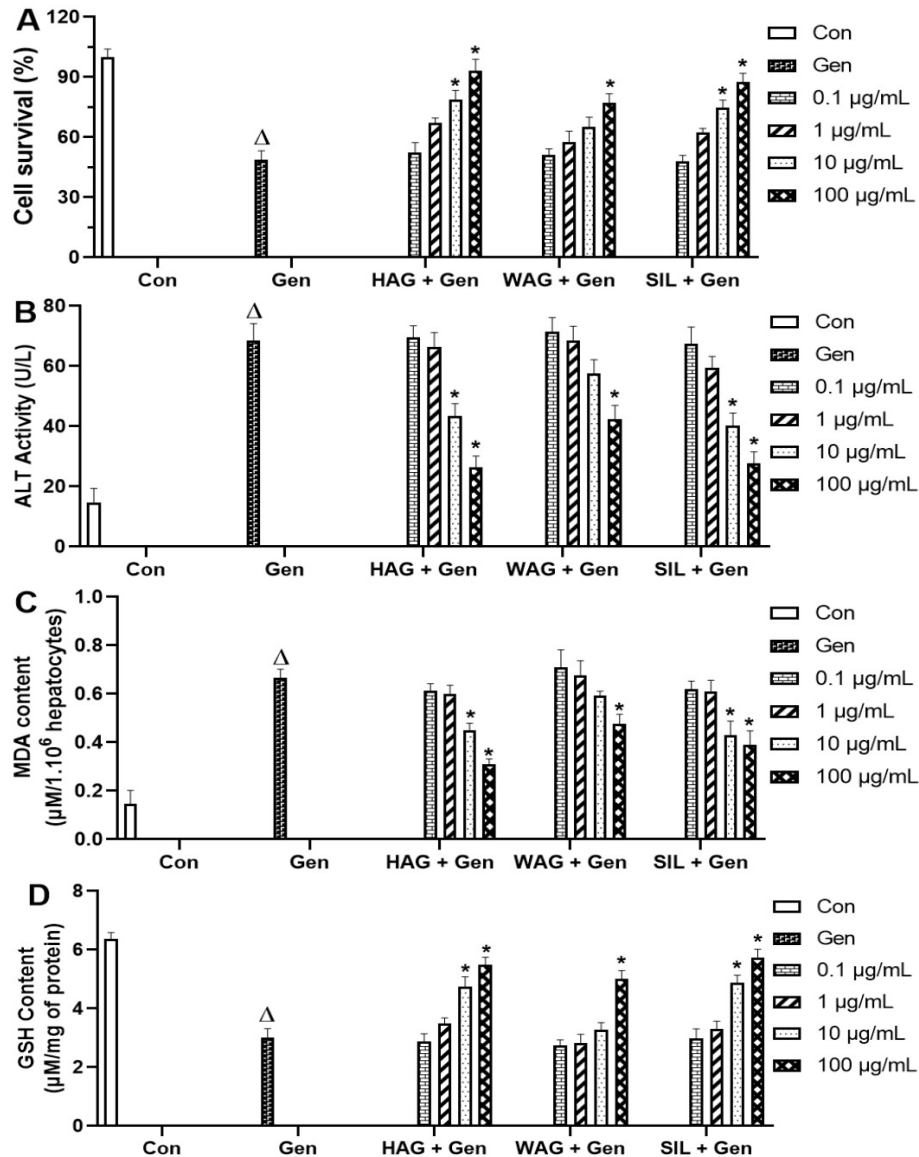 A
Cell survival (%)
120
90
60
30
0
Δ
* *
*
* *
Con
Gen
HAG + Gen
WAG + Gen
SIL + Gen
Con
Gen
0.1 µg/mL
1 µg/mL
10 µg/mL
100 µg/mL
B
ALT Activity (U/L)
80
60
40
20
0
Δ
* *
*
* *
Con
Gen
HAG + Gen
WAG + Gen
SIL + Gen
Con
Gen
0.1 µg/mL
1 µg/mL
10 µg/mL
100 µg/mL
C
MDA content
(µM/1.10⁶ hepatocytes)
1.0
0.8
0.6
0.4
0.2
0.0
Δ
* *
*
* *
Con
Gen
HAG + Gen
WAG + Gen
SIL + Gen
Con
Gen
0.1 µg/mL
1 µg/mL
10 µg/mL
100 µg/mL
D
GSH Content
(µM/mg of protein)
8
6
4
2
0
Δ
* *
*
* *
Con
Gen
HAG + Gen
WAG + Gen
SIL + Gen
Con
Gen
0.1 µg/mL
1 µg/mL
10 µg/mL
100 µg/mL